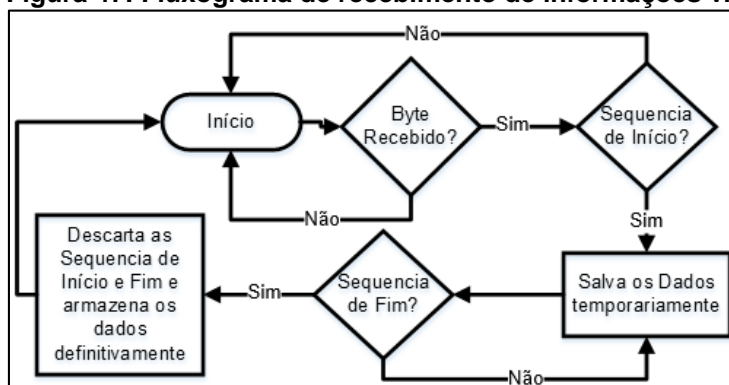 Figura Fluxograma de recebimento de informações
Não
Início
Byte
Recebido?
Sim
Sequencia
de Início?
Não
Sim
Descarta as
Sequencia de
Início e Fim e
armazena os
dados
definitivamente
Sim
Sequencia
de Fim?
Salva os Dados
temporariamente
Não